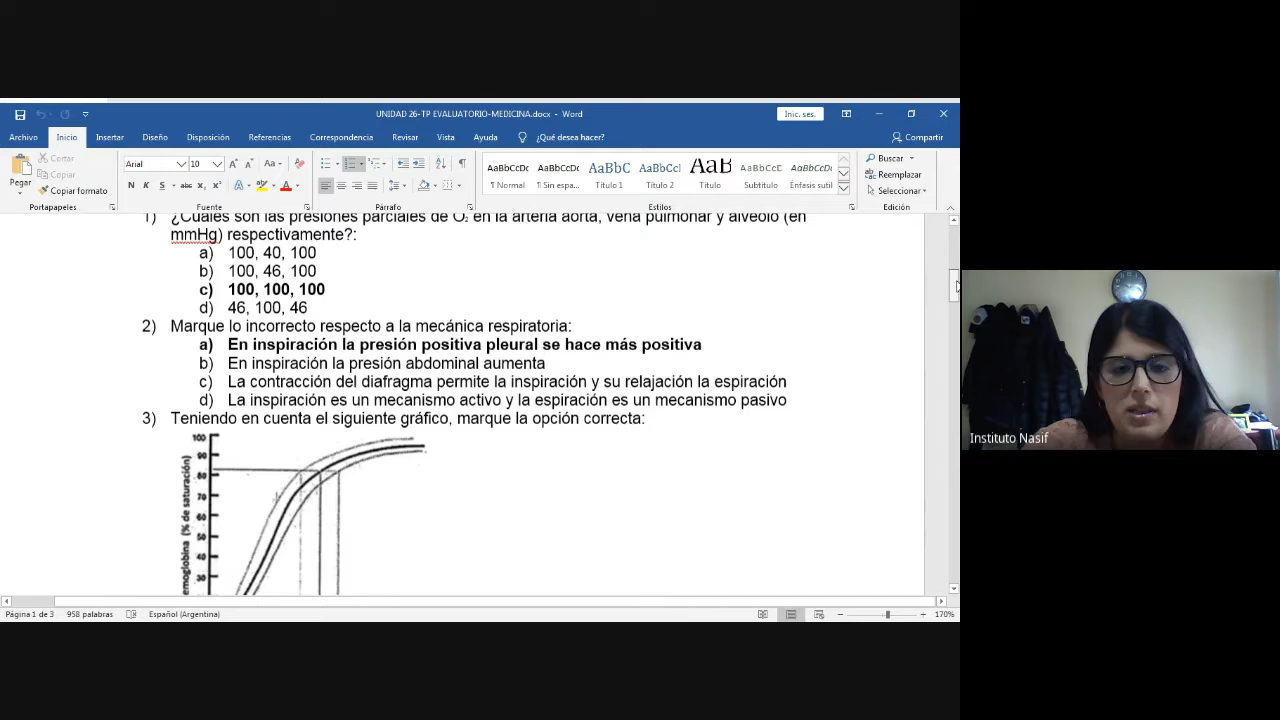 UNIDAD 26-TP EVALUATORIO-MEDICINA.docx - Word
Inic. ses.
Archivo Inicio Insertar Diseño Disposición Referencias Correspondencia Revisar Vista Ayuda ¿Qué desea hacer? Compartir
Pegar
Cortar
Copiar
Copiar formato
Arial 10
Aa
N K S abc x₂ x²
AaBbCcDc AaBbCcDc AaBbC AaBbCcI AaB AaBbCcD AaBbCcDc
¶ Normal ¶ Sin espa... Título 1 Título 2 Título Subtítulo Énfasis sutil
Buscar
Reemplazar
Seleccionar
Portapapeles Fuente Párrafo Estilos Edición
1) ¿Cuáles son las presiones parciales de O₂ en la arteria aorta, vena pulmonar y alvéolo (en
mmHg) respectivamente?:
a) 100, 40, 100
b) 100, 46, 100
c) 100, 100, 100
d) 46, 100, 46
2) Marque lo incorrecto respecto a la mecánica respiratoria:
a) En inspiración la presión positiva pleural se hace más positiva
b) En inspiración la presión abdominal aumenta
c) La contracción del diafragma permite la inspiración y su relajación la espiración
d) La inspiración es un mecanismo activo y la espiración es un mecanismo pasivo
3) Teniendo en cuenta el siguiente gráfico, marque la opción correcta:
100
90
80
70
60
50
40
30
(% de saturación)
Página 1 de 3 958 palabras Español (Argentina) 170%
Instituto Nasif